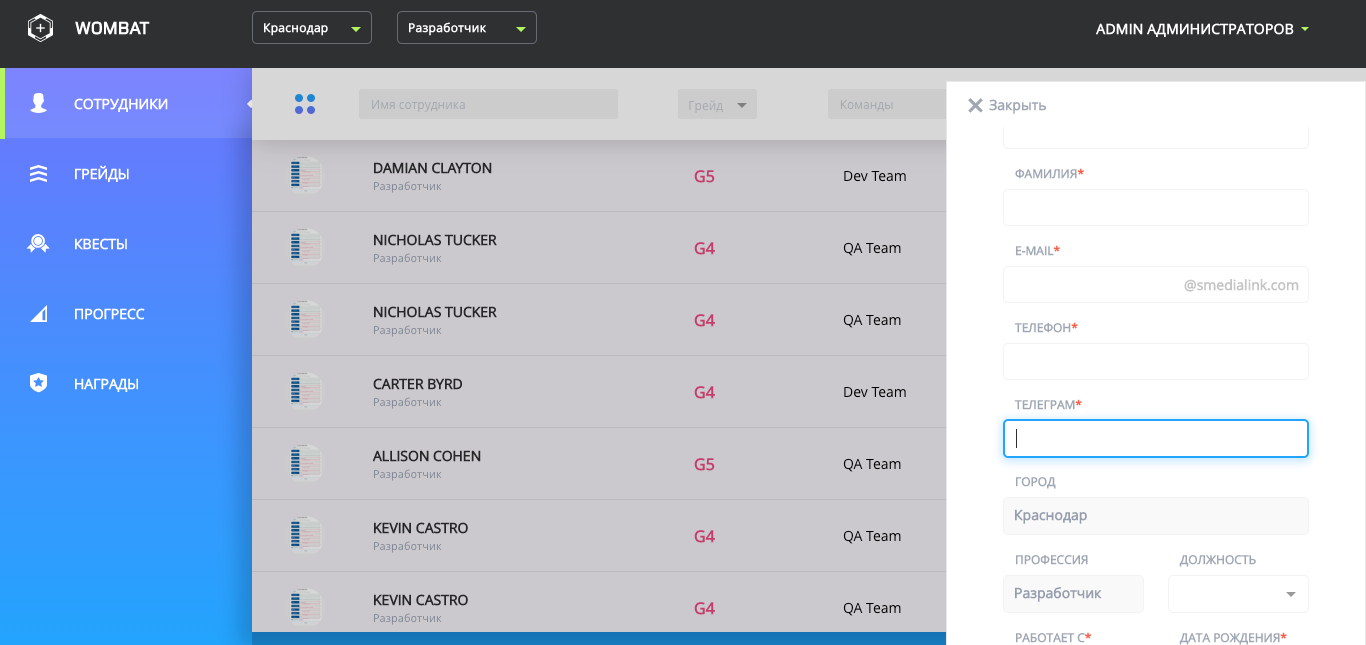 WOMBAT
Краснодар
Разработчик
ADMIN АДМИНИСТРАТОРОВ
СОТРУДНИКИ
ГРЕЙДЫ
КВЕСТЫ
ПРОГРЕСС
НАГРАДЫ
Имя сотрудника
Грейд
Команды
DAMIAN CLAYTON
Разработчик
G5
Dev Team
NICHOLAS TUCKER
Разработчик
G4
QA Team
NICHOLAS TUCKER
Разработчик
G4
QA Team
CARTER BYRD
Разработчик
G4
Dev Team
ALLISON COHEN
Разработчик
G5
QA Team
KEVIN CASTRO
Разработчик
G4
QA Team
KEVIN CASTRO
Разработчик
G4
QA Team
Закрыть
ФАМИЛИЯ*
E-MAIL*
@smedialink.com
ТЕЛЕФОН*
ТЕЛЕГРАМ*
ГОРОД
Краснодар
ПРОФЕССИЯ
ДОЛЖНОСТЬ
Разработчик
РАБОТАЕТ С*
ДАТА РОЖДЕНИЯ*